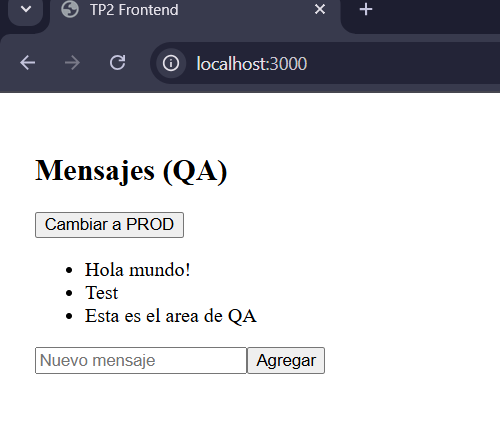 TP2 Frontend
localhost:3000
Mensajes (QA)
Cambiar a PROD
Hola mundo!
Test
Esta es el area de QA
Nuevo mensaje Agregar